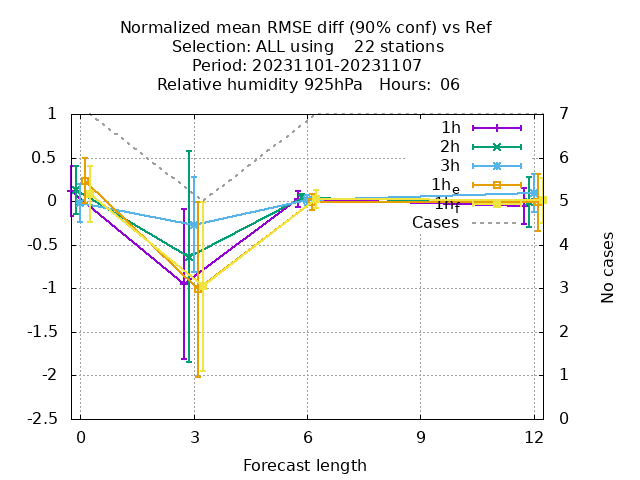 Normalized mean RMSE diff (90% conf) vs Ref
Selection: ALL using    22 stations
Period: 20231101-20231107
Relative humidity 925hPa   Hours:  06
1
0.5
0
-0.5
-1
-1.5
-2
-2.5
7
6
5
4
3
2
1
0
No cases
1h
2h
3h
1he
1hf
Cases
0
3
6
9
12
Forecast length